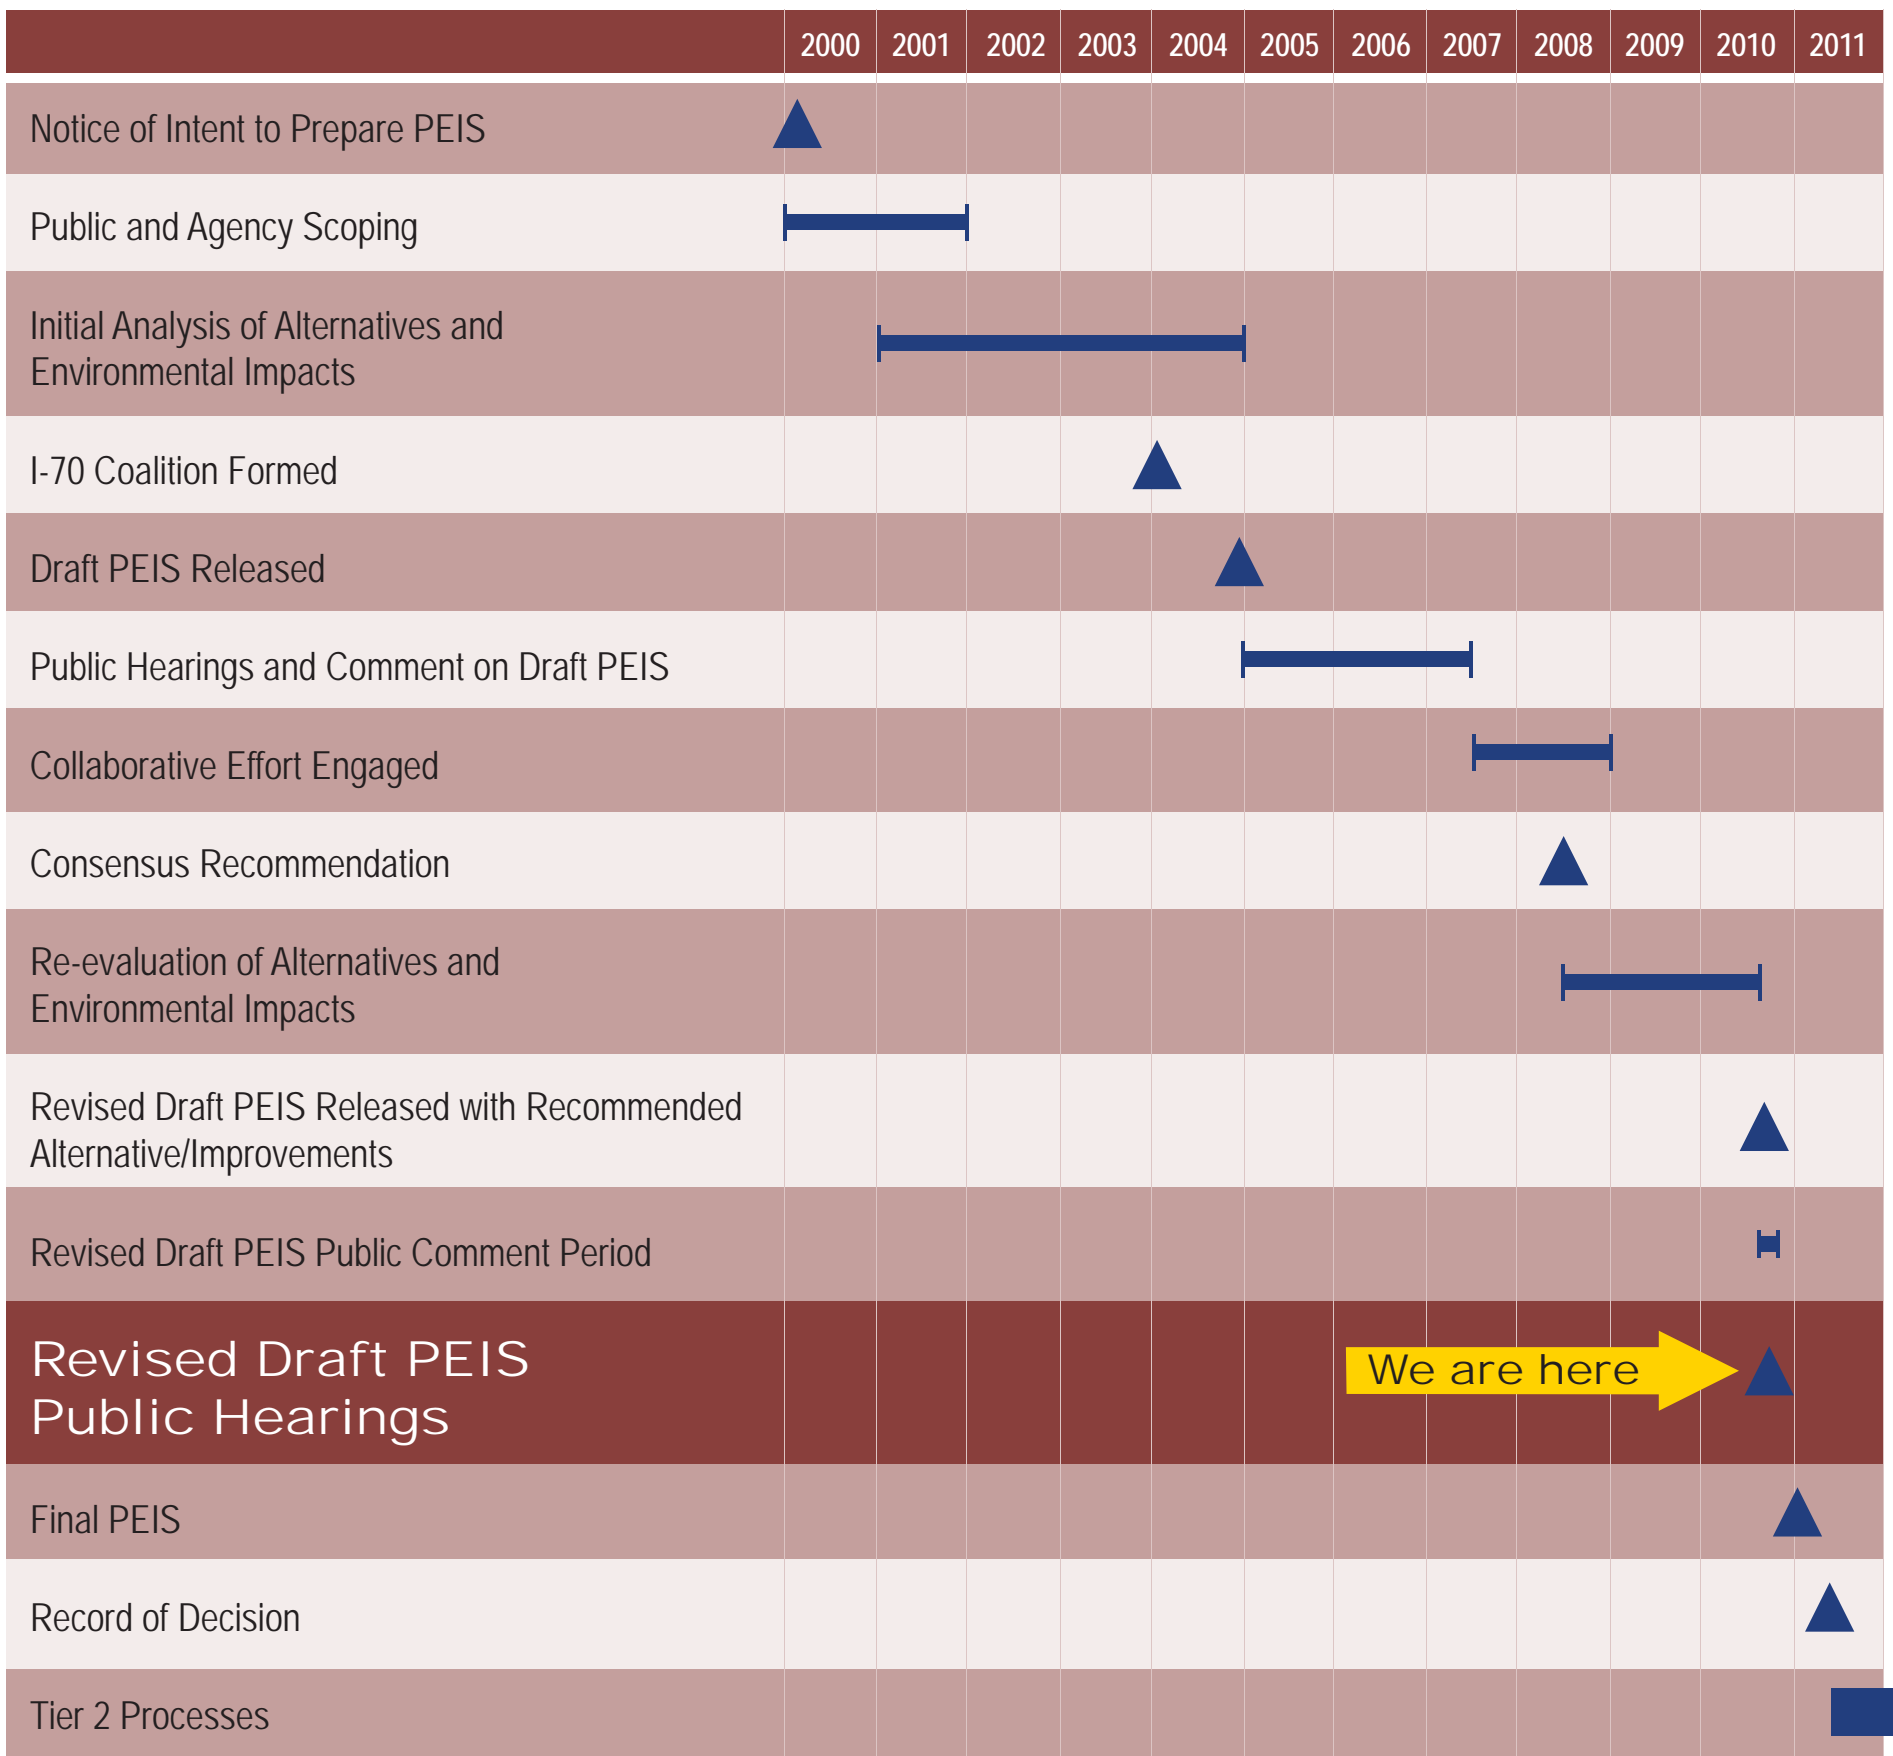 2000 2001 2002 2003 2004 2005 2006 2007 2008 2009 2010 2011
Notice of Intent to Prepare PEIS
Public and Agency Scoping
Initial Analysis of Alternatives and
Environmental Impacts
I-70 Coalition Formed
Draft PEIS Released
Public Hearings and Comment on Draft PEIS
Collaborative Effort Engaged
Consensus Recommendation
Re-evaluation of Alternatives and
Environmental Impacts
Revised Draft PEIS Released with Recommended
Alternative/Improvements
Revised Draft PEIS Public Comment Period
Revised Draft PEIS
Public Hearings
We are here
Final PEIS
Record of Decision
Tier 2 Processes